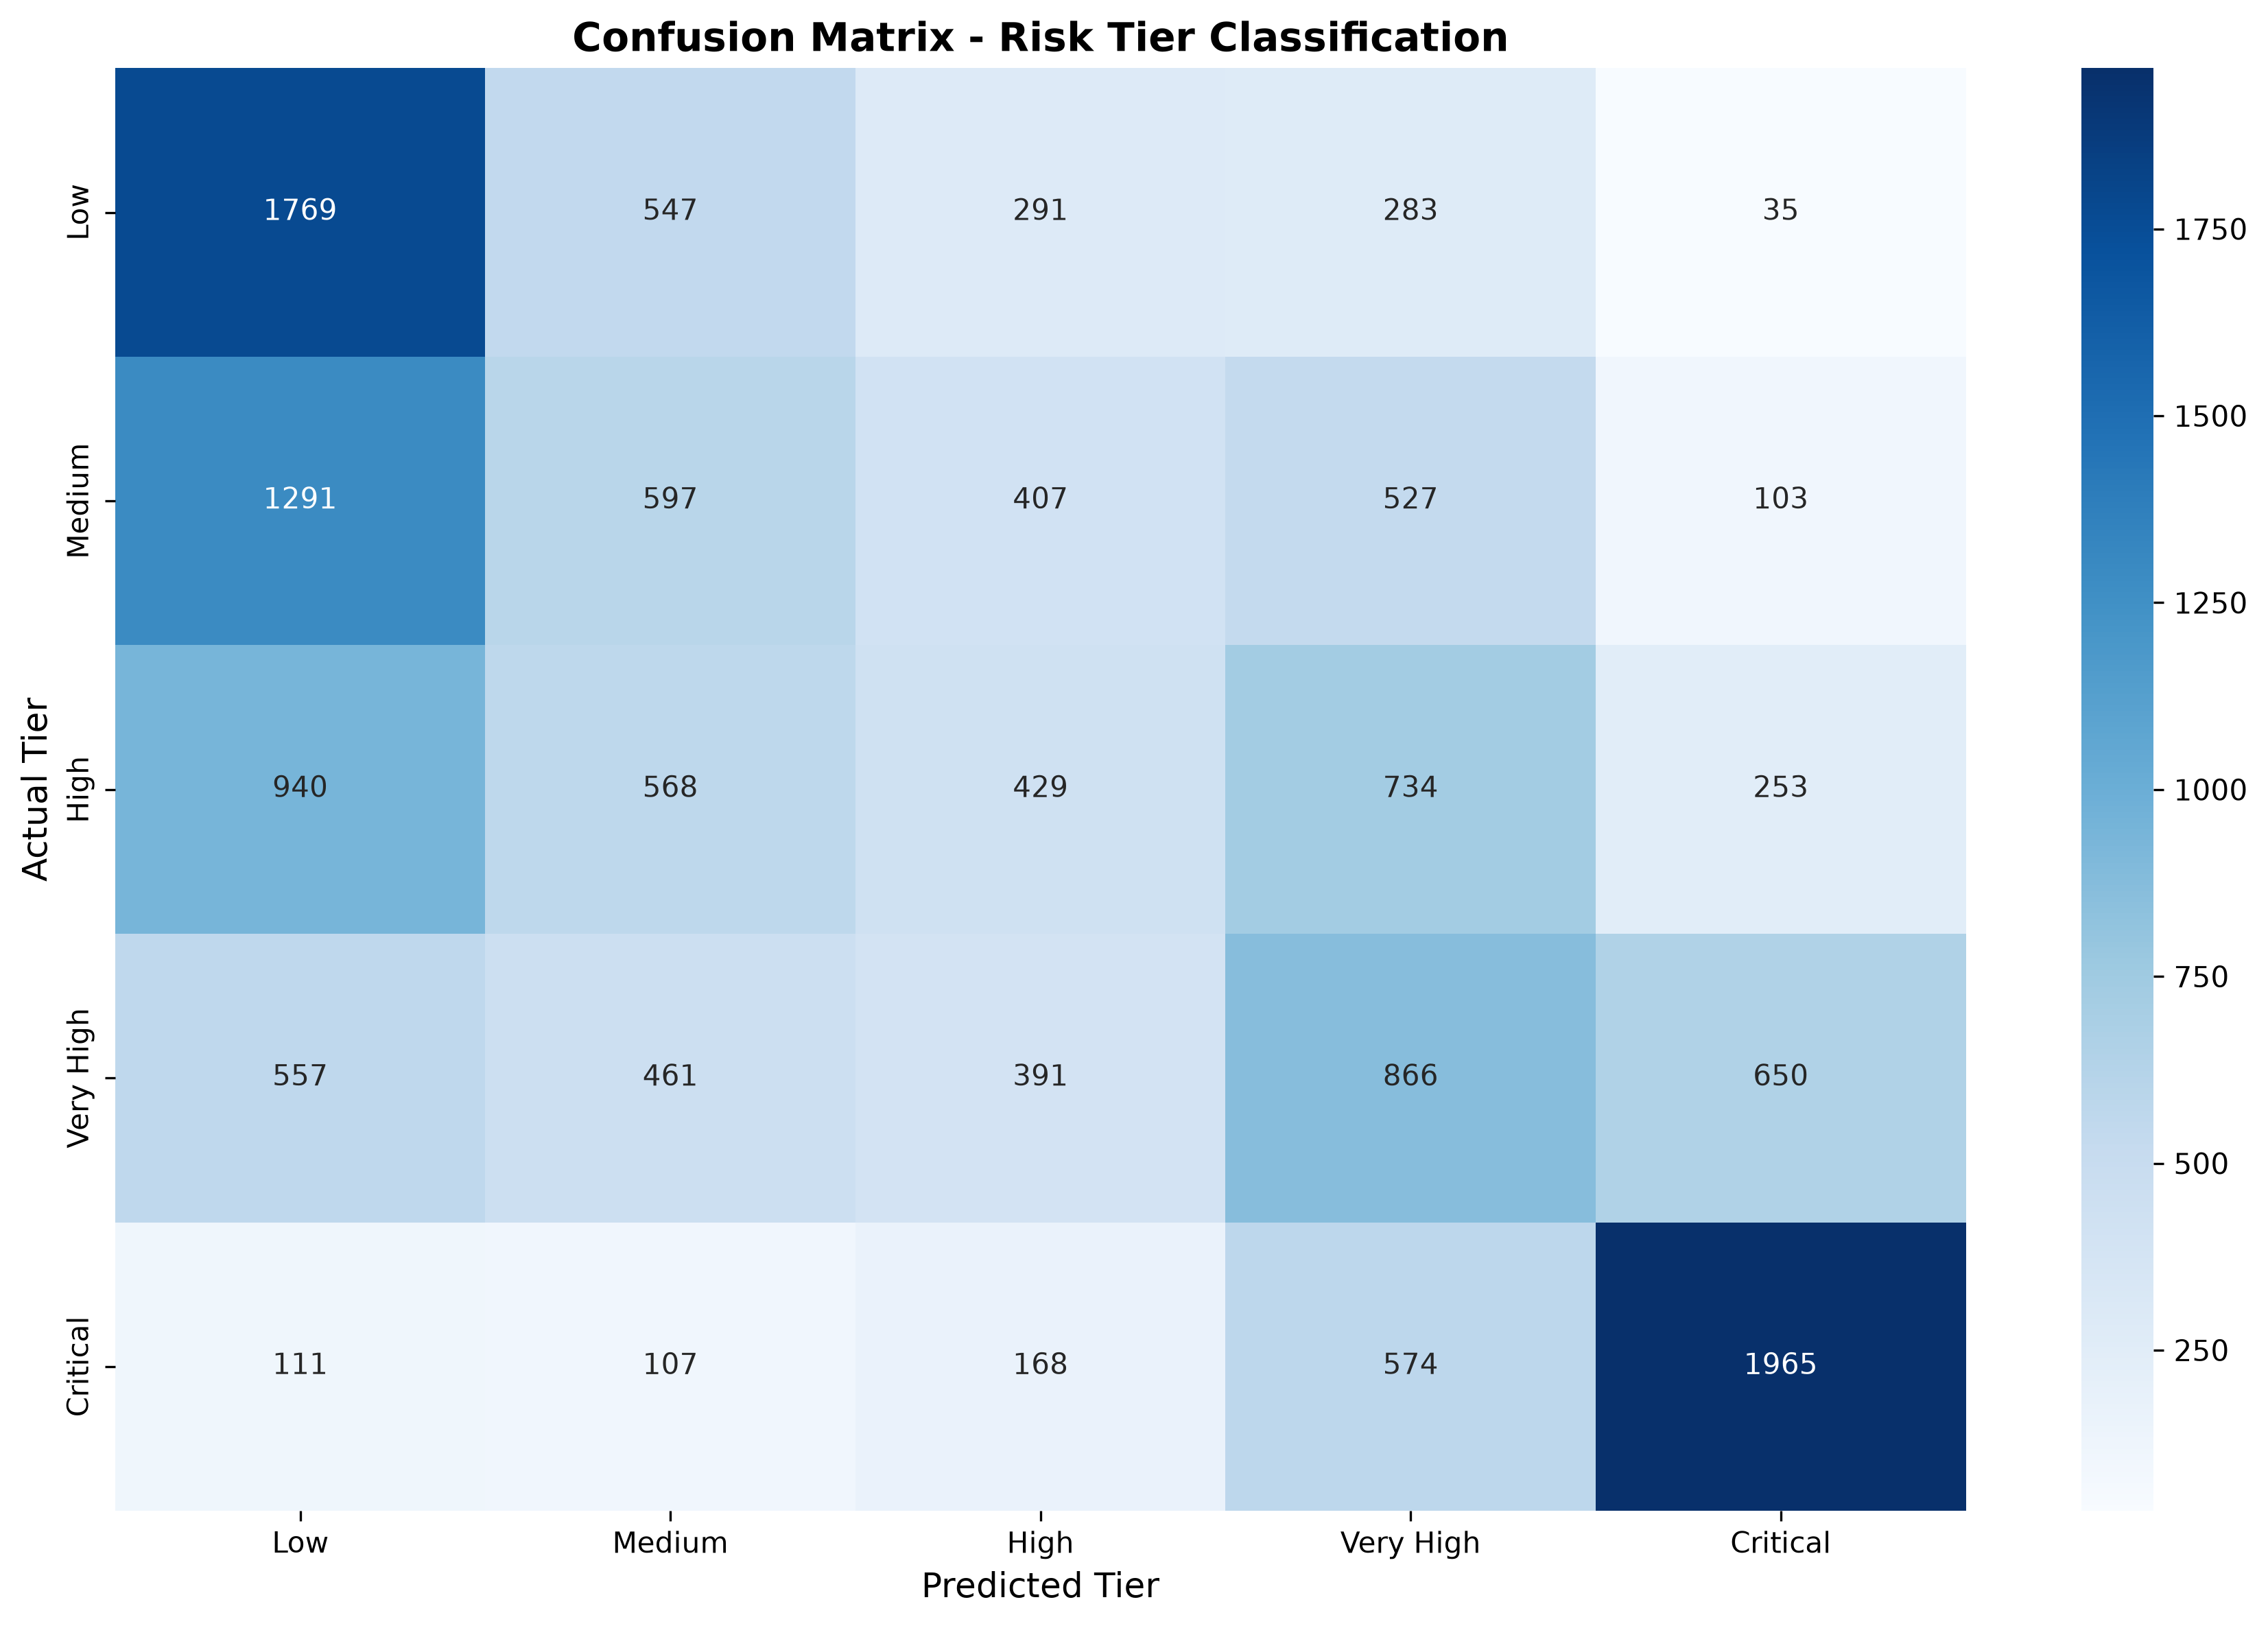 Confusion Matrix - Risk Tier Classification
Actual Tier
Low 1769 547 291 283 35
Medium 1291 597 407 527 103
High 940 568 429 734 253
Very High 557 461 391 866 650
Critical 111 107 168 574 1965
Low Medium High Very High Critical
Predicted Tier
1750
1500
1250
1000
750
500
250